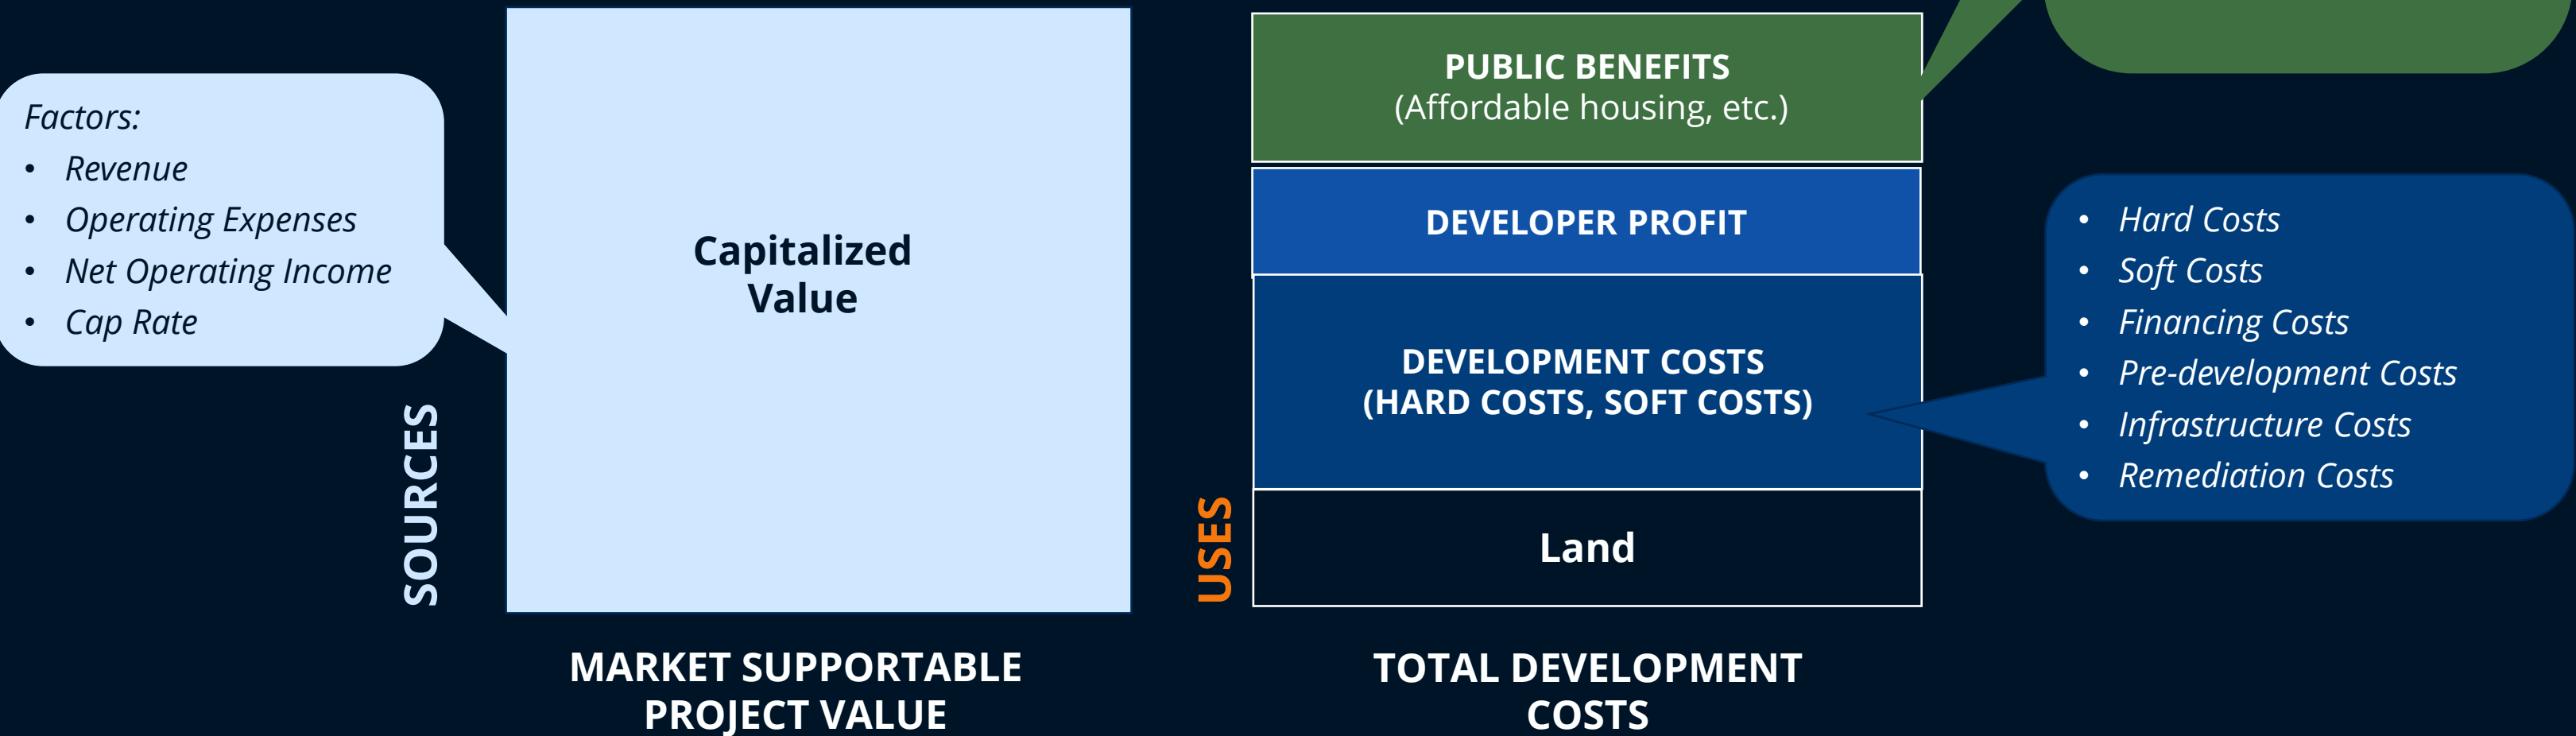 Factors:
• Revenue
• Operating Expenses
• Net Operating Income
• Cap Rate
SOURCES
Capitalized
Value
MARKET SUPPORTABLE
PROJECT VALUE
USES
PUBLIC BENEFITS
(Affordable housing, etc.)
DEVELOPER PROFIT
DEVELOPMENT COSTS
(HARD COSTS, SOFT COSTS)
Land
TOTAL DEVELOPMENT
COSTS
• Hard Costs
• Soft Costs
• Financing Costs
• Pre-development Costs
• Infrastructure Costs
• Remediation Costs